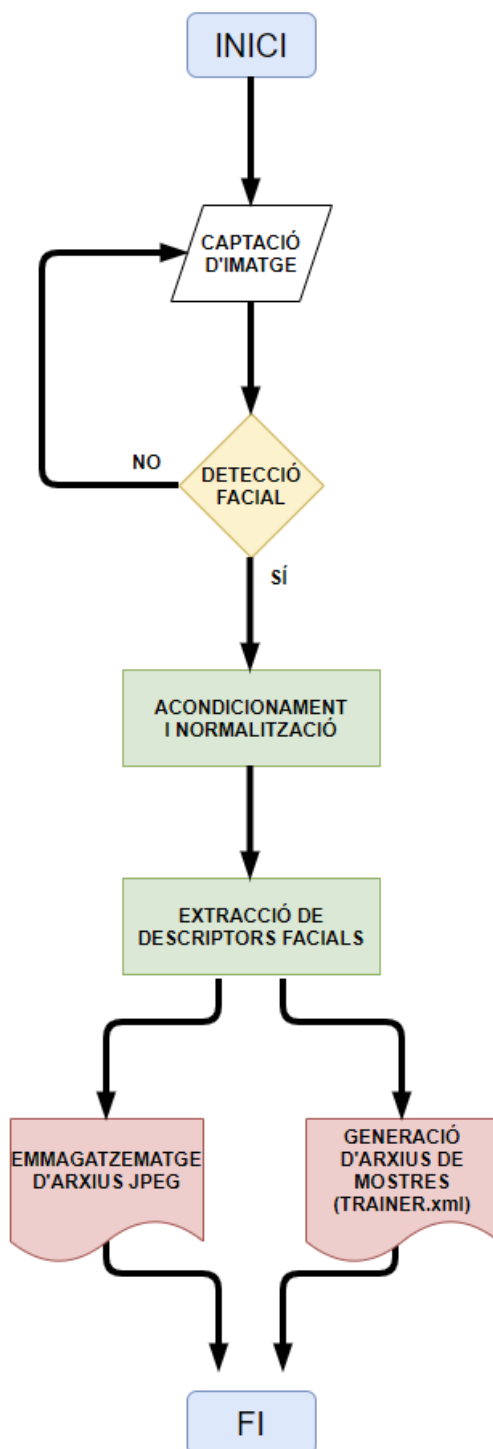 INICI
CAPTACIÓ
D'IMATGE
NO
DETECCIÓ
FACIAL
SÍ
ACONDICIONAMENT
I NORMALITZACIÓ
EXTRACCIÓ DE
DESCRIPTORS FACIALS
EMMAGATZEMATGE
D'ARXIUS JPEG
GENERACIÓ
D'ARXIUS DE
MOSTRES
(TRAINER.xml)
FI